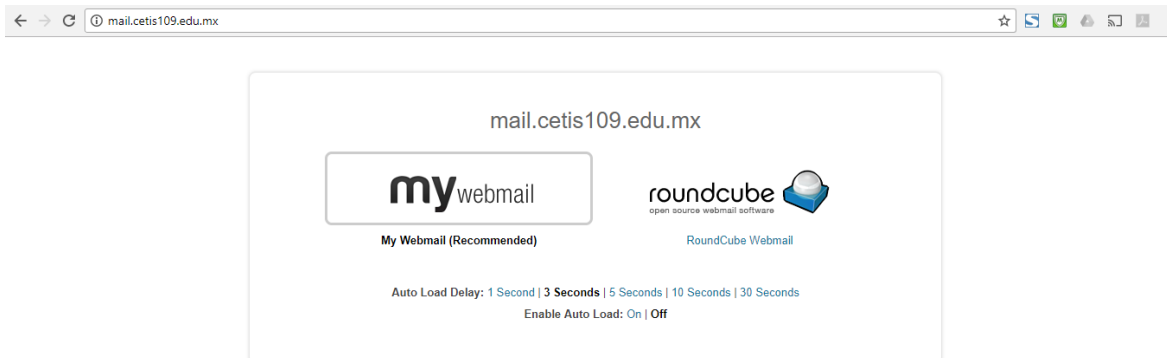 mail.cetis109.edu.mx
mail.cetis109.edu.mx
my webmail
roundcube
open source webmail software
My Webmail (Recommended)
RoundCube Webmail
Auto Load Delay: 1 Second | 3 Seconds | 5 Seconds | 10 Seconds | 30 Seconds
Enable Auto Load: On | Off